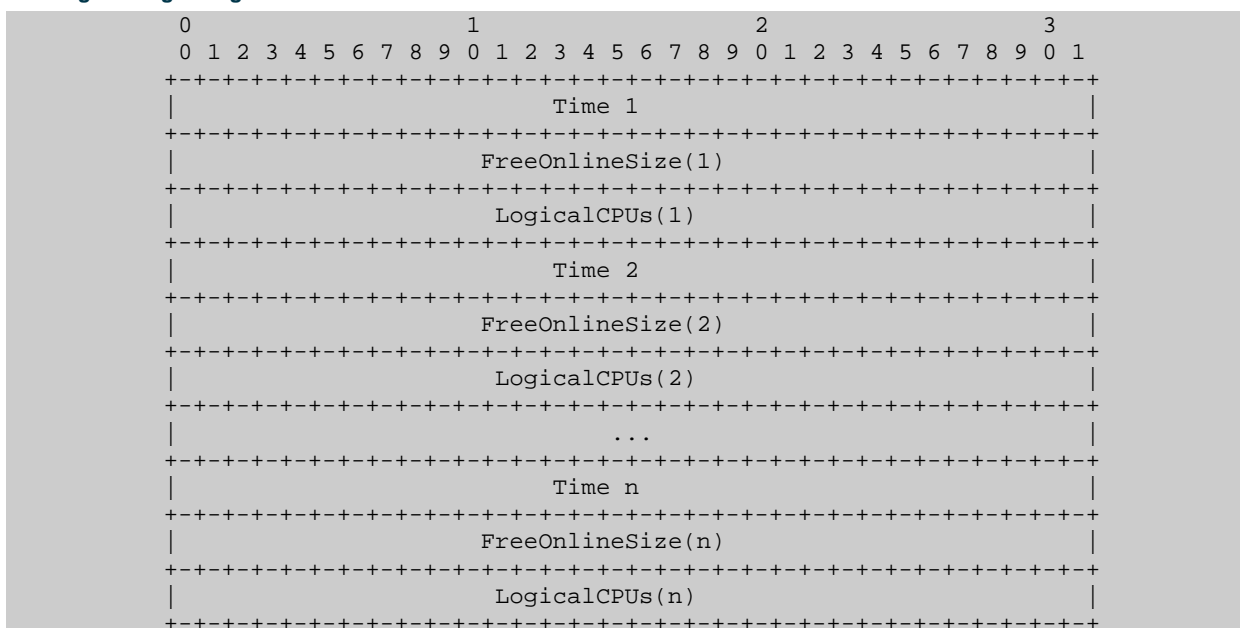 0                   1                   2                   3
0 1 2 3 4 5 6 7 8 9 0 1 2 3 4 5 6 7 8 9 0 1 2 3 4 5 6 7 8 9 0 1
+-+-+-+-+-+-+-+-+-+-+-+-+-+-+-+-+-+-+-+-+-+-+-+-+-+-+-+-+-+-+-+-+
| Time 1 |
+-+-+-+-+-+-+-+-+-+-+-+-+-+-+-+-+-+-+-+-+-+-+-+-+-+-+-+-+-+-+-+-+
| FreeOnlineSize(1) |
+-+-+-+-+-+-+-+-+-+-+-+-+-+-+-+-+-+-+-+-+-+-+-+-+-+-+-+-+-+-+-+-+
| LogicalCPUs(1) |
+-+-+-+-+-+-+-+-+-+-+-+-+-+-+-+-+-+-+-+-+-+-+-+-+-+-+-+-+-+-+-+-+
| Time 2 |
+-+-+-+-+-+-+-+-+-+-+-+-+-+-+-+-+-+-+-+-+-+-+-+-+-+-+-+-+-+-+-+-+
| FreeOnlineSize(2) |
+-+-+-+-+-+-+-+-+-+-+-+-+-+-+-+-+-+-+-+-+-+-+-+-+-+-+-+-+-+-+-+-+
| LogicalCPUs(2) |
+-+-+-+-+-+-+-+-+-+-+-+-+-+-+-+-+-+-+-+-+-+-+-+-+-+-+-+-+-+-+-+-+
| ... |
+-+-+-+-+-+-+-+-+-+-+-+-+-+-+-+-+-+-+-+-+-+-+-+-+-+-+-+-+-+-+-+-+
| Time n |
+-+-+-+-+-+-+-+-+-+-+-+-+-+-+-+-+-+-+-+-+-+-+-+-+-+-+-+-+-+-+-+-+
| FreeOnlineSize(n) |
+-+-+-+-+-+-+-+-+-+-+-+-+-+-+-+-+-+-+-+-+-+-+-+-+-+-+-+-+-+-+-+-+
| LogicalCPUs(n) |
+-+-+-+-+-+-+-+-+-+-+-+-+-+-+-+-+-+-+-+-+-+-+-+-+-+-+-+-+-+-+-+-+